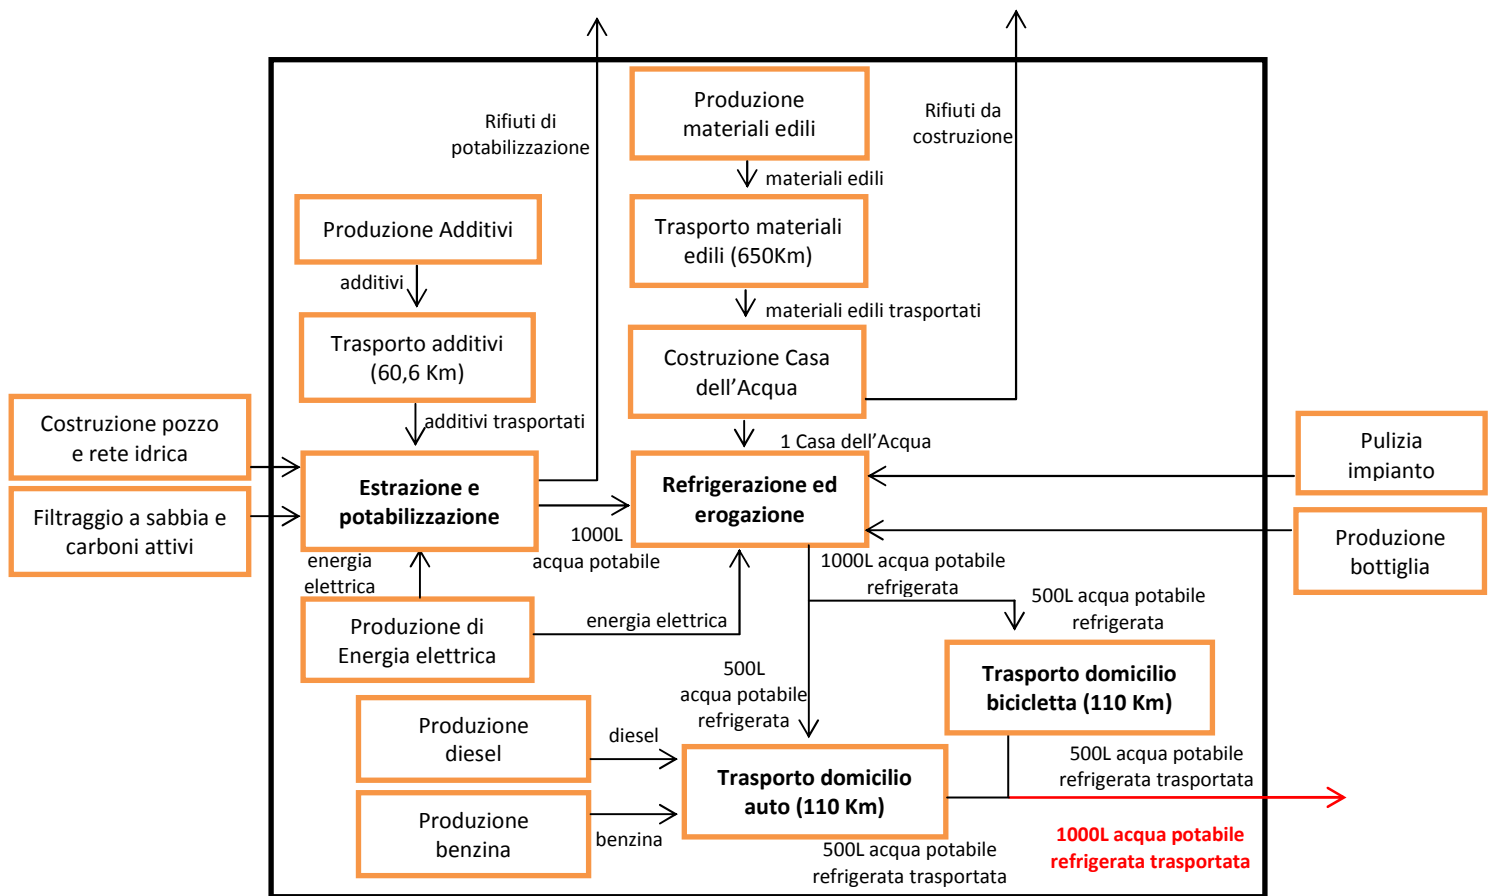 Rifiuti di
potabilizzazione
Produzione
materiali edili
Rifiuti da
costruzione
materiali edili
Produzione Additivi
Trasporto materiali
edili (650Km)
additivi
materiali edili trasportati
Trasporto additivi
(60,6 Km)
Costruzione Casa
dell’Acqua
additivi trasportati
1 Casa dell’Acqua
Costruzione pozzo
e rete idrica
Filtraggio a sabbia e
carboni attivi
Estrazione e
potabilizzazione
Refrigerazione ed
erogazione
Pulizia
impianto
Produzione
bottiglia
energia
elettrica
1000L
acqua potabile
1000L acqua potabile
refrigerata
500L acqua potabile
refrigerata
Produzione di
Energia elettrica
energia elettrica
500L
acqua potabile
refrigerata
Trasporto domicilio
bicicletta (110 Km)
Produzione
diesel
diesel
Trasporto domicilio
auto (110 Km)
500L acqua potabile
refrigerata trasportata
Produzione
benzina
benzina
500L acqua potabile
refrigerata trasportata
1000L acqua potabile
refrigerata trasportata